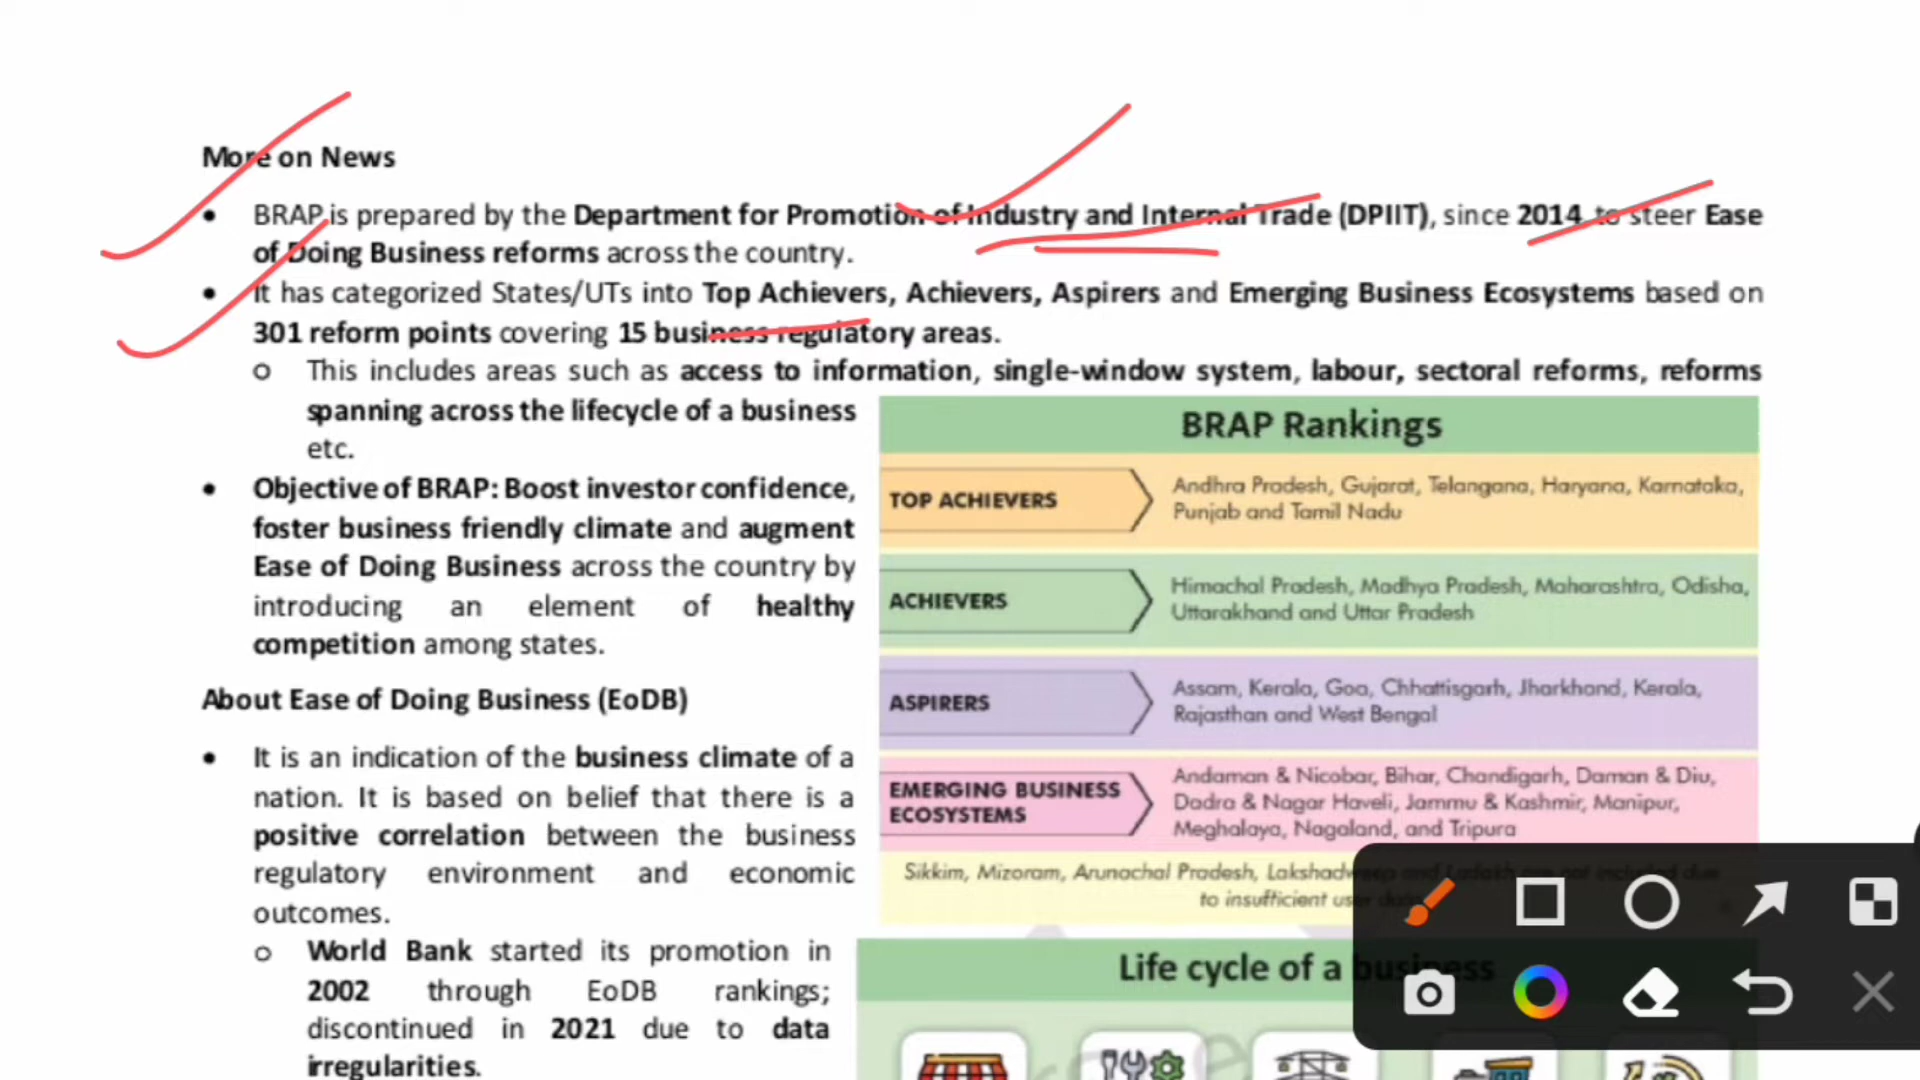 More on News
• BRAP is prepared by the Department for Promotion of Industry and Internal Trade (DPIIT), since 2014 to steer Ease
of Doing Business reforms across the country.
• It has categorized States/UTs into Top Achievers, Achievers, Aspirers and Emerging Business Ecosystems based on
301 reform points covering 15 business regulatory areas.
o This includes areas such as access to information, single-window system, labour, sectoral reforms, reforms
spanning across the lifecycle of a business
etc.
• Objective of BRAP: Boost investor confidence,
foster business friendly climate and augment
Ease of Doing Business across the country by
introducing an element of healthy
competition among states.
About Ease of Doing Business (EoDB)
• It is an indication of the business climate of a
nation. It is based on belief that there is a
positive correlation between the business
regulatory environment and economic
outcomes.
o World Bank started its promotion in
2002 through EoDB rankings;
discontinued in 2021 due to data
irregularities.
BRAP Rankings
TOP ACHIEVERS
Andhra Pradesh, Gujarat, Telangana, Haryana, Karnataka,
Punjab and Tamil Nadu
ACHIEVERS
Himachal Pradesh, Madhya Pradesh, Maharashtra, Odisha,
Uttarakhand and Uttar Pradesh
ASPIRERS
Assam, Kerala, Goa, Chhattisgarh, Jharkhand, Kerala,
Rajasthan and West Bengal
EMERGING BUSINESS
ECOSYSTEMS
Andaman & Nicobar, Bihar, Chandigarh, Daman & Diu,
Dadra & Nagar Haveli, Jammu & Kashmir, Manipur,
Meghalaya, Nagaland, and Tripura
Sikkim, Mizoram, Arunachal Pradesh, Lakshadweep and Ladakh are not included due
to insufficient user data
Life cycle of a business